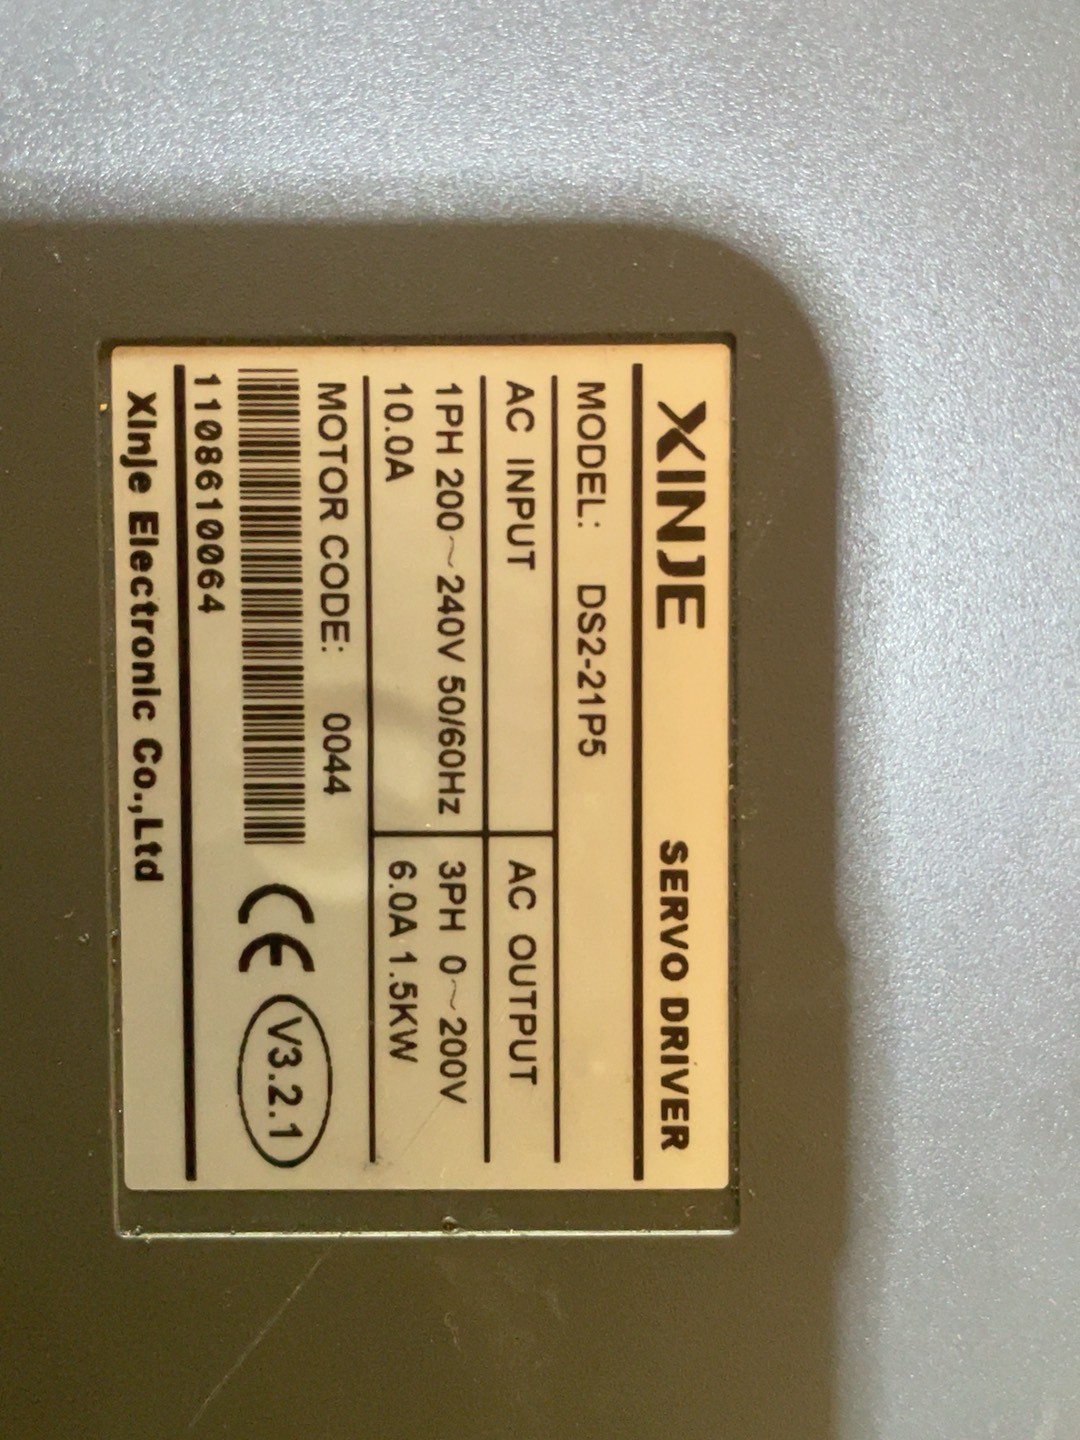 XINJE SERVO DRIVER
MODEL: DS2-21P5
AC INPUT AC OUTPUT
1PH 200～240V 50/60Hz 3PH 0～200V
10.0A 6.0A 1.5KW
MOTOR CODE: 0044
CE V3.2.1
1108610064
XInje Electronic Co.,Ltd